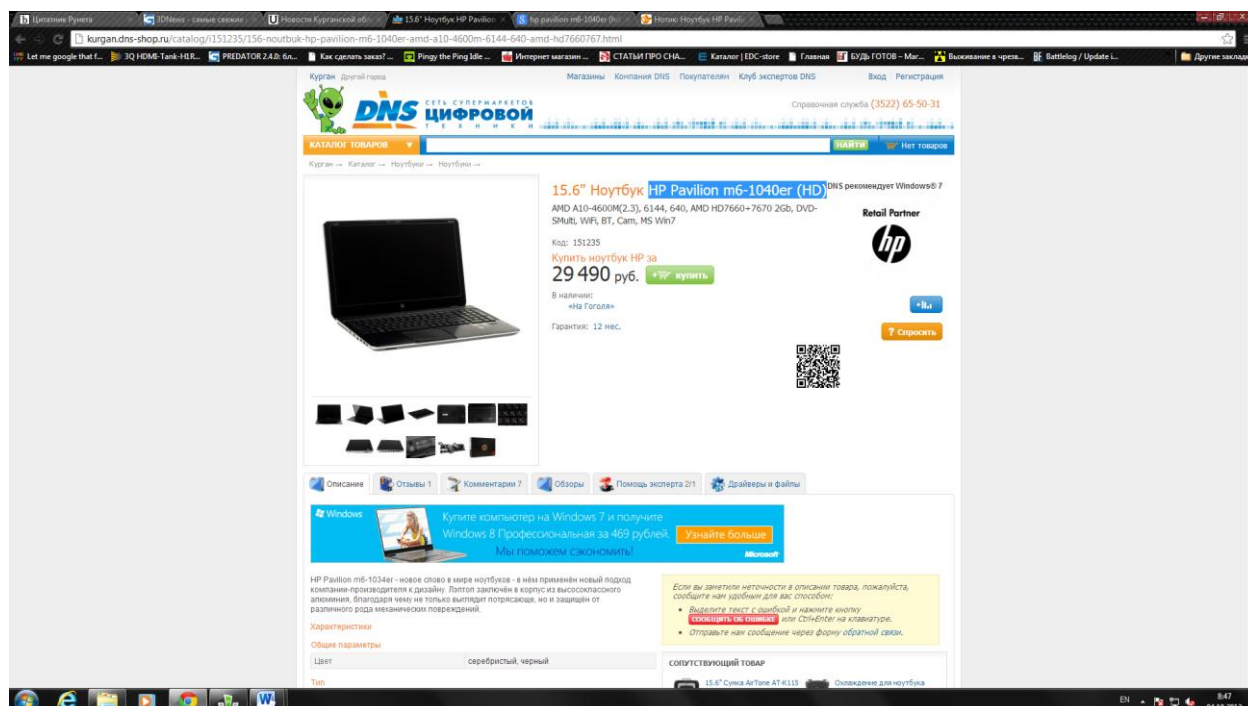 Цитатник Рунета
3DNews - самые свежие
Новости Курганской обл
15.6" Ноутбук HP Pavilion
hp pavilion m6-1040er
Нотис: Ноутбук HP Pavil
kurgan.dns-shop.ru/catalog/i151235/156-noutbuk-hp-pavilion-m6-1040er-amd-a10-4600m-6144-640-amd-hd7660767.html
Let me google that f...
3Q HDMI-Tank-H1R...
PREDATOR 2.4.D: бл...
Как сделать заказ? ...
Pingy the Ping Idle ...
Интернет магазин ...
СТАТЬИ ПРО СНА...
Каталог | EDC-store
Главная
БУДЬ ГОТОВ – Маг...
Выживание в чрезв...
Battlelog / Update i...
Другие заклад
Курган Другой город
Магазины Компания DNS Покупателям Клуб экспертов DNS
Вход Регистрация
DNS СЕТЬ СУПЕРМАРКЕТОВ
ЦИФРОВОЙ
ТЕХНИКИ
Справочная служба (3522) 65-50-31
КАТАЛОГ ТОВАРОВ
НАЙТИ
Нет товаров
Курган → Каталог → Ноутбуки → Ноутбуки →
15.6" Ноутбук HP Pavilion m6-1040er (HD)
DNS рекомендует Windows® 7
AMD A10-4600M(2.3), 6144, 640, AMD HD7660+7670 2Gb, DVD-
SMulti, WiFi, BT, Cam, MS Win7
Retail Partner
hp
Код: 151235
Купить ноутбук HP за
29 490 руб.
купить
В наличии:
«На Гоголя»
Гарантия: 12 мес.
? Спросить
Описание
Отзывы 1
Комментарии 7
Обзоры
Помощь эксперта 2/1
Драйверы и файлы
Windows
Купите компьютер на Windows 7 и получите
Windows 8 Профессиональная за 469 рублей.
Мы поможем сэкономить!
Узнайте больше
Microsoft
HP Pavilion m6-1034er - новое слово в мире ноутбуков - в нём применён новый подход
компании-производителя к дизайну. Лэптоп заключён в корпус из высококлассного
алюминия, благодаря чему не только выглядит потрясающе, но и защищён от
различного рода механических повреждений.
Характеристики
Общие параметры
Цвет серебристый, черный
Тип
Если вы заметили неточности в описании товара, пожалуйста,
сообщите нам удобным для вас способом:
• Выделите текст с ошибкой и нажмите кнопку
СООБЩИТЬ ОБ ОШИБКЕ или Ctrl+Enter на клавиатуре.
• Отправьте нам сообщение через форму обратной связи.
СОПУТСТВУЮЩИЙ ТОВАР
15.6" Сумка AirTone AT-K115
Охлаждение для ноутбука
EN
8:47